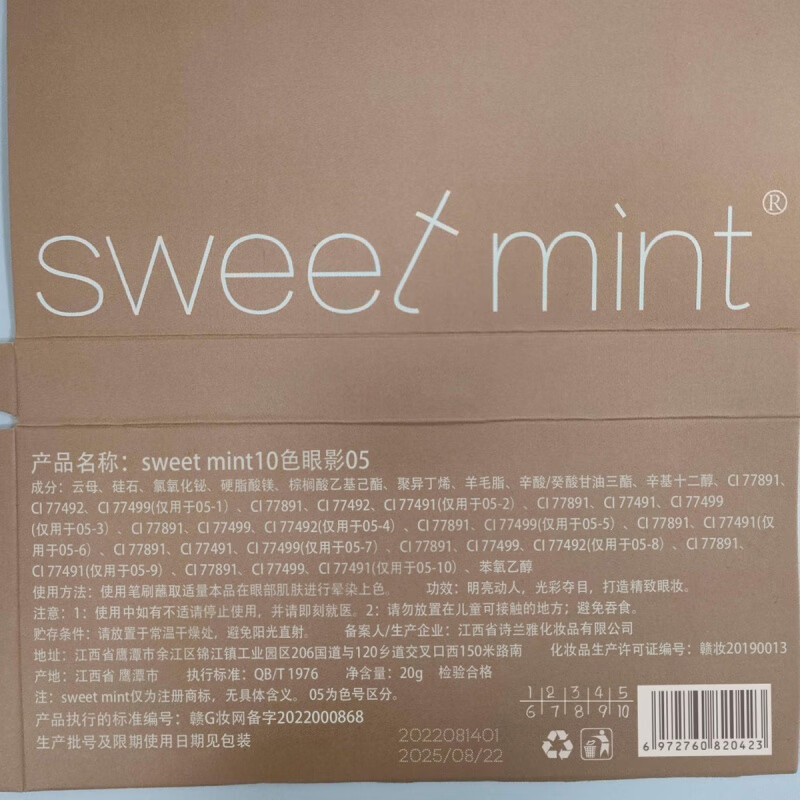 sweet mint®
产品名称：sweet mint10色眼影05
成分：云母、硅石、氯氧化铋、硬脂酸镁、棕榈酸乙基己酯、聚异丁烯、羊毛脂、辛酸/癸酸甘油三酯、辛基十二醇、CI 77891、
CI 77492、CI 77499(仅用于05-1）、CI 77891、CI 77492、CI 77491(仅用于05-2）、CI 77891、CI 77491、CI 77499
(仅用于05-3）、CI 77891、CI 77499、CI 77492(仅用于05-4）、CI 77891、CI 77499(仅用于05-5）、CI 77891、CI 77491(仅
用于05-6）、CI 77891、CI 77491、CI 77499(仅用于05-7）、CI 77891、CI 77499、CI 77492(仅用于05-8）、CI 77891、
CI 77491(仅用于05-9）、CI 77891、CI 77499、CI 77491(仅用于05-10）、苯氧乙醇
使用方法：使用笔刷蘸取适量本品在眼部肌肤进行晕染上色。 功效：明亮动人，光彩夺目，打造精致眼妆。
注意：1：使用中如有不适请停止使用，并请即刻就医。2：请勿放置在儿童可接触的地方；避免吞食。
贮存条件：请放置于常温干燥处，避免阳光直射。 备案人/生产企业：江西省诗兰雅化妆品有限公司
地址：江西省鹰潭市余江区锦江镇工业园区206国道与120乡道交叉口西150米路南 化妆品生产许可证编号：赣妆20190013
产地：江西省 鹰潭市 执行标准：QB/T 1976 净含量：20g 检验合格
注：sweet mint仅为注册商标，无具体含义。05为色号区分。
产品执行的标准编号：赣G妆网备字2022000868
生产批号及限期使用日期见包装
1 2 3 4 5
6 7 8 9 10
2022081401
2025/08/22
6 972760 820423